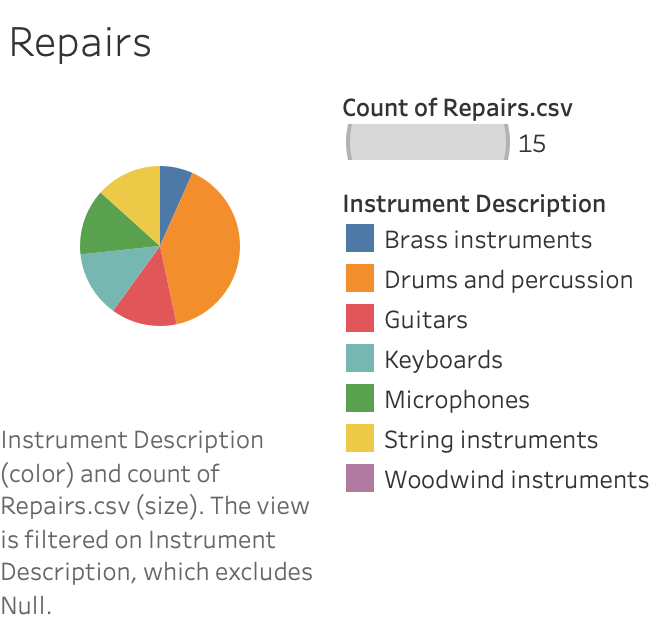 Repairs
Count of Repairs.csv
15
Instrument Description
Brass instruments
Drums and percussion
Guitars
Keyboards
Microphones
String instruments
Woodwind instruments
Instrument Description
(color) and count of
Repairs.csv (size). The view
is filtered on Instrument
Description, which excludes
Null.